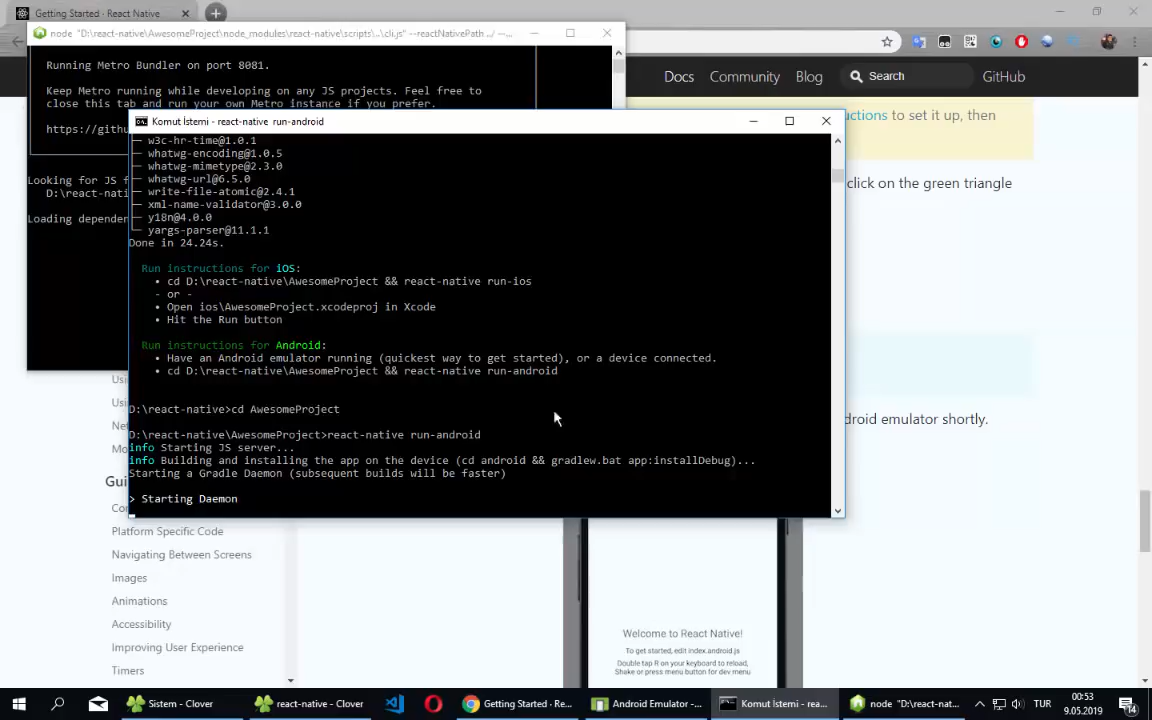 Getting Started · React Native
node "D:\react-native\AwesomeProject\node_modules\react-native\scripts\..\cli.js" --reactNativePath ../ --...
Running Metro Bundler on port 8081.
Keep Metro running while developing on any JS projects. Feel free to
close this tab and run your own Metro instance if you prefer.
https://gith
Looking for JS f
D:\react-nati
Loading depender
Docs
Community
Blog
Search
GitHub
ctions to set it up, then
click on the green triangle
droid emulator shortly.
Komut İstemi - react-native run-android
w3c-hr-time@1.0.1
whatwg-encoding@1.0.5
whatwg-mimetype@2.3.0
whatwg-url@6.5.0
write-file-atomic@2.4.1
xml-name-validator@3.0.0
y18n@4.0.0
yargs-parser@11.1.1
Done in 24.24s.
Run instructions for iOS:
• cd D:\react-native\AwesomeProject && react-native run-ios
- or -
• Open ios\AwesomeProject.xcodeproj in Xcode
• Hit the Run button
Run instructions for Android:
• Have an Android emulator running (quickest way to get started), or a device connected.
• cd D:\react-native\AwesomeProject && react-native run-android
D:\react-native>cd AwesomeProject
D:\react-native\AwesomeProject>react-native run-android
info Starting JS server...
info Building and installing the app on the device (cd android && gradlew.bat app:installDebug)...
Starting a Gradle Daemon (subsequent builds will be faster)
> Starting Daemon
Usi
Usi
Net
Mo
Gui
Co
Platform Specific Code
Navigating Between Screens
Images
Animations
Accessibility
Improving User Experience
Timers
Welcome to React Native!
To get started, edit index.android.js
Double tap R on your keyboard to reload,
Shake or press menu button for dev menu
Sistem - Clover
react-native - Clover
Getting Started · Re...
Android Emulator -...
Komut İstemi - rea...
node "D:\react-nat...
TUR
00:53
9.05.2019
14